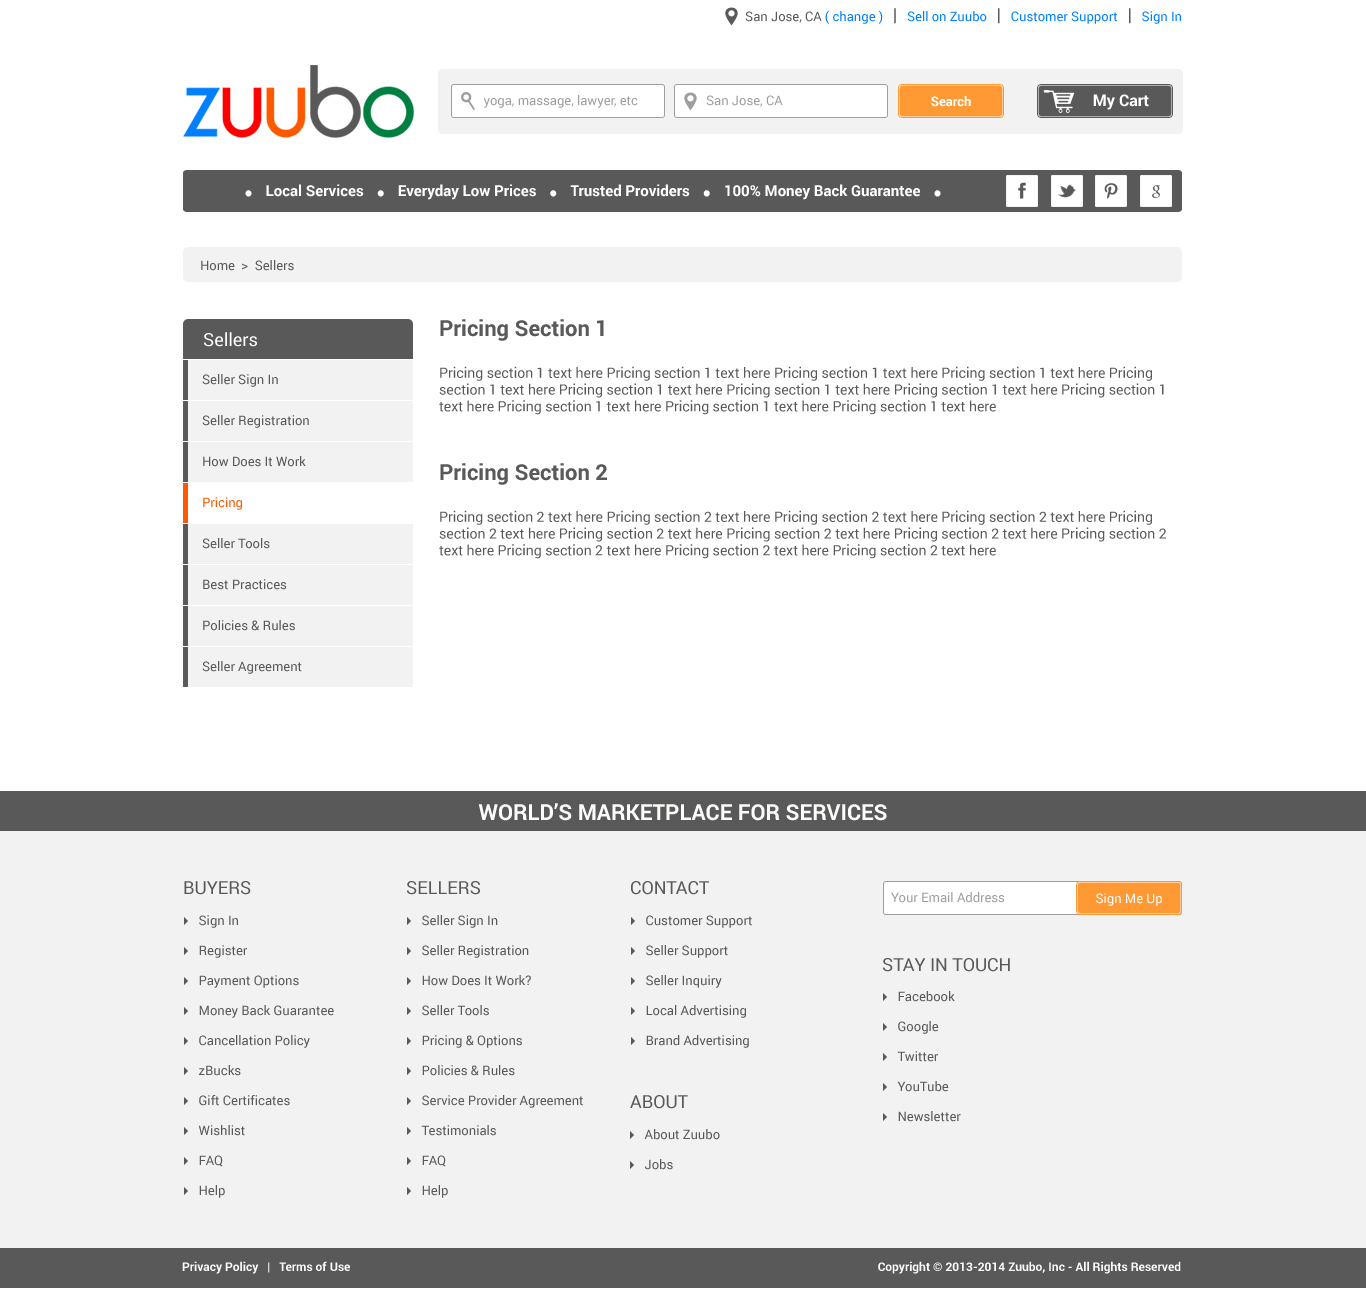 San Jose, CA ( change ) | Sell on Zuubo | Customer Support | Sign In
zuubo
yoga, massage, lawyer, etc
San Jose, CA
Search
My Cart
• Local Services • Everyday Low Prices • Trusted Providers • 100% Money Back Guarantee •
Home > Sellers
Sellers
Seller Sign In
Seller Registration
How Does It Work
Pricing
Seller Tools
Best Practices
Policies & Rules
Seller Agreement
Pricing Section 1
Pricing section 1 text here Pricing section 1 text here Pricing section 1 text here Pricing section 1 text here Pricing
section 1 text here Pricing section 1 text here Pricing section 1 text here Pricing section 1 text here Pricing section 1
text here Pricing section 1 text here Pricing section 1 text here Pricing section 1 text here
Pricing Section 2
Pricing section 2 text here Pricing section 2 text here Pricing section 2 text here Pricing section 2 text here Pricing
section 2 text here Pricing section 2 text here Pricing section 2 text here Pricing section 2 text here Pricing section 2
text here Pricing section 2 text here Pricing section 2 text here Pricing section 2 text here
WORLD'S MARKETPLACE FOR SERVICES
BUYERS
Sign In
Register
Payment Options
Money Back Guarantee
Cancellation Policy
zBucks
Gift Certificates
Wishlist
FAQ
Help
SELLERS
Seller Sign In
Seller Registration
How Does It Work?
Seller Tools
Pricing & Options
Policies & Rules
Service Provider Agreement
Testimonials
FAQ
Help
CONTACT
Customer Support
Seller Support
Seller Inquiry
Local Advertising
Brand Advertising
ABOUT
About Zuubo
Jobs
Your Email Address
Sign Me Up
STAY IN TOUCH
Facebook
Google
Twitter
YouTube
Newsletter
Privacy Policy | Terms of Use
Copyright © 2013-2014 Zuubo, Inc - All Rights Reserved